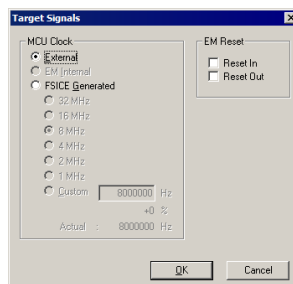 Target Signals
MCU Clock
External
EM Internal
FSICE Generated
32 MHz
16 MHz
8 MHz
4 MHz
2 MHz
1 MHz
Custom 8000000 Hz
+0 %
Actual : 8000000 Hz
EM Reset
Reset In
Reset Out
OK Cancel